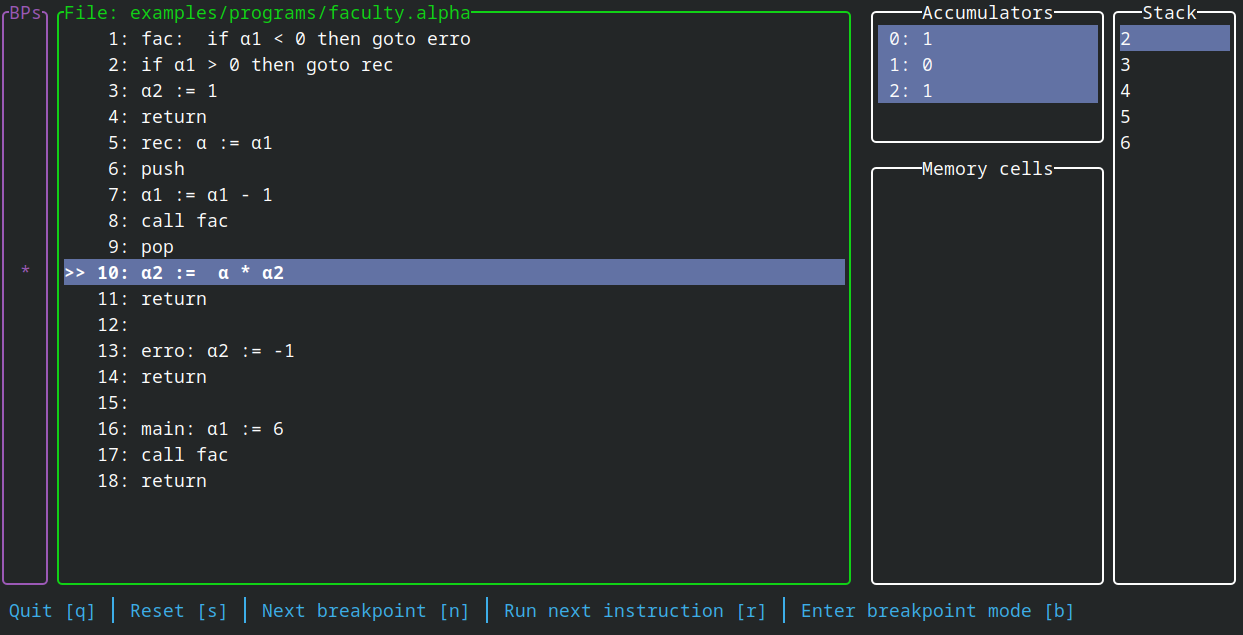 BPs
*
File: examples/programs/faculty.alpha
1: fac:  if α1 < 0 then goto erro
2: if α1 > 0 then goto rec
3: α2 := 1
4: return
5: rec: α := α1
6: push
7: α1 := α1 - 1
8: call fac
9: pop
>> 10: α2 :=  α * α2
11: return
12:
13: erro: α2 := -1
14: return
15:
16: main: α1 := 6
17: call fac
18: return
Accumulators
0: 1
1: 0
2: 1
Memory cells
Stack
2
3
4
5
6
Quit [q] │ Reset [s] │ Next breakpoint [n] │ Run next instruction [r] │ Enter breakpoint mode [b]